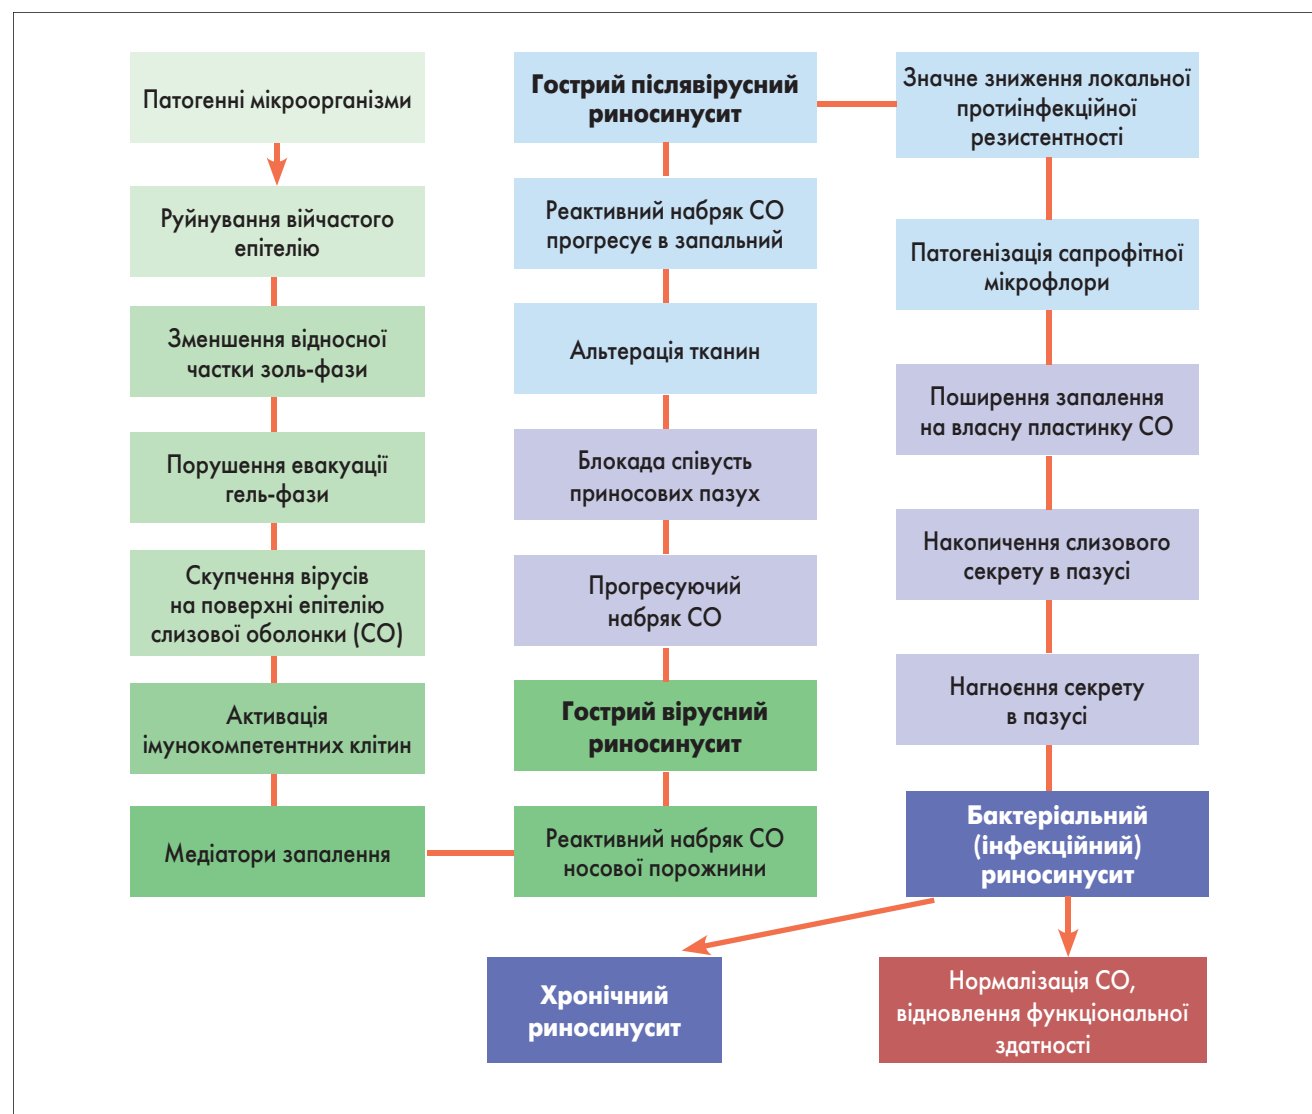 Патогенні мікроорганізми
Руйнування війчастого
епітелію
Зменшення відносної
частки золь-фази
Порушення евакуації
гель-фази
Скупчення вірусів
на поверхні епітелію
слизової оболонки (СО)
Активація
імунокомпетентних клітин
Медіатори запалення
Гострий післявірусний
риносинусит
Реактивний набряк СО
прогресує в запальний
Альтерація тканин
Блокада співусть
приносових пазух
Прогресуючий
набряк СО
Гострий вірусний
риносинусит
Реактивний набряк СО
носової порожнини
Значне зниження локальної
протиінфекційної
резистентності
Патогенізація сапрофітної
мікрофлори
Поширення запалення
на власну пластинку СО
Накопичення слизового
секрету в пазусі
Нагноєння секрету
в пазусі
Бактеріальний
(інфекційний)
риносинусит
Хронічний
риносинусит
Нормалізація СО,
відновлення функціональної
здатності